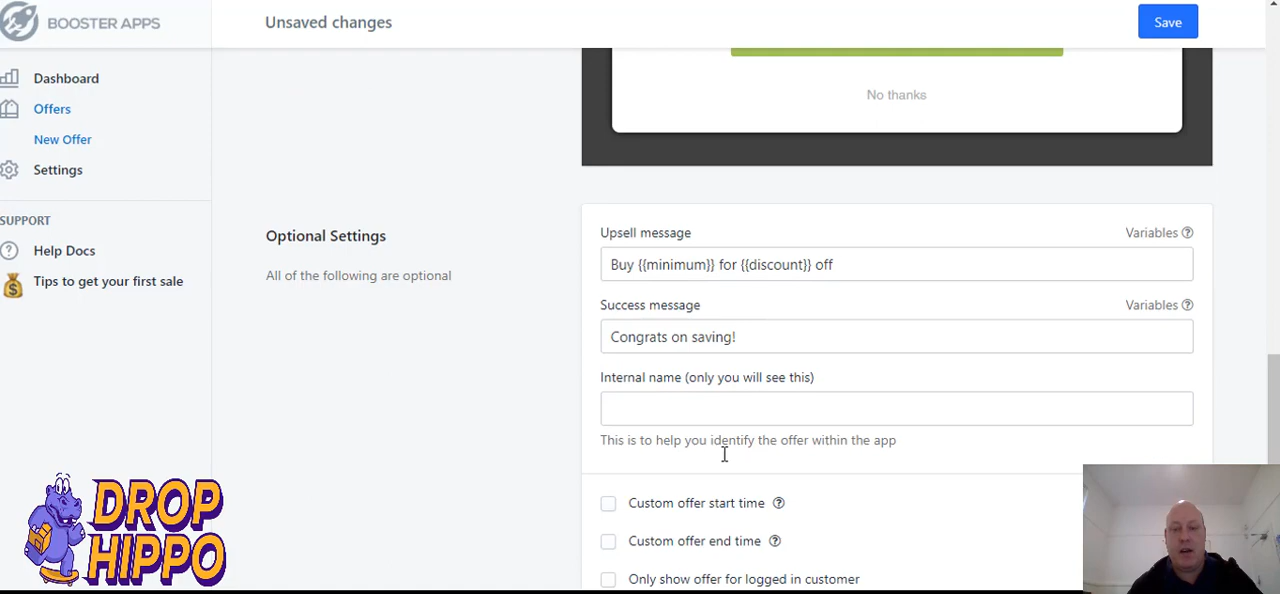 BOOSTER APPS
Unsaved changes
Save
Dashboard
Offers
New Offer
Settings
SUPPORT
Help Docs
Tips to get your first sale
No thanks
Optional Settings
All of the following are optional
Upsell message
Variables
Buy {{minimum}} for {{discount}} off
Success message
Variables
Congrats on saving!
Internal name (only you will see this)
This is to help you identify the offer within the app
Custom offer start time
Custom offer end time
Only show offer for logged in customer
DROP
HIPPO